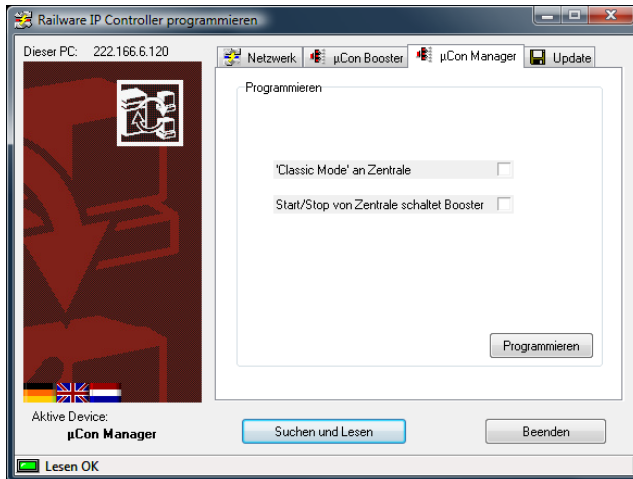 Railware IP Controller programmieren
Dieser PC: 222.166.6.120
Netzwerk µCon Booster µCon Manager Update
Programmieren
'Classic Mode' an Zentrale
Start/Stop von Zentrale schaltet Booster
Programmieren
Aktive Device:
µCon Manager
Suchen und Lesen
Beenden
Lesen OK